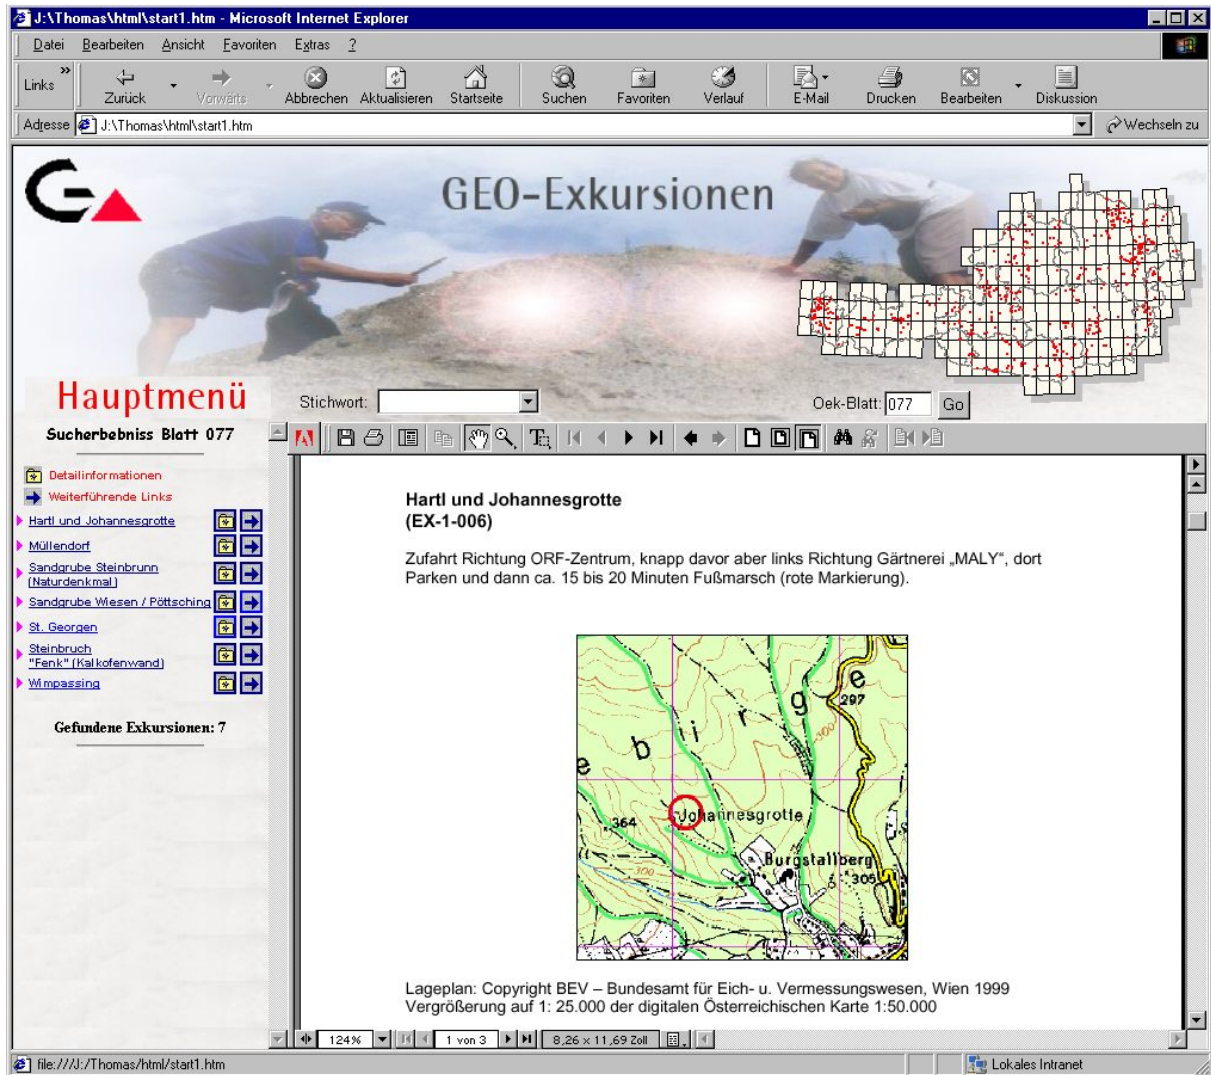 J:\Thomas\html\start1.htm - Microsoft Internet Explorer
Datei Bearbeiten Ansicht Favoriten Extras ?
Links » Zurück Vorwärts Abbrechen Aktualisieren Startseite Suchen Favoriten Verlauf E-Mail Drucken Bearbeiten Diskussion
Adresse J:\Thomas\html\start1.htm Wechseln zu
GEO-Exkursionen
Hauptmenü
Stichwort: Oek-Blatt: 077 Go
Sucherbebniss Blatt 077
Detailinformationen
Weiterführende Links
Hartl und Johannesgrotte
Müllendorf
Sandgrube Steinbrunn
(Naturdenkmal)
Sandgrube Wiesen / Pöttsching
St. Georgen
Steinbruch
"Fenk" (Kalkofenwand)
Wimpassing
Gefundene Exkursionen: 7
Hartl und Johannesgrotte
(EX-1-006)
Zufahrt Richtung ORF-Zentrum, knapp davor aber links Richtung Gärtnerei „MALY“, dort
Parken und dann ca. 15 bis 20 Minuten Fußmarsch (rote Markierung).
e b i r g e
297
300
364
Johannesgrotte
Burgstallberg
300
305
Lageplan: Copyright BEV – Bundesamt für Eich- u. Vermessungswesen, Wien 1999
Vergrößerung auf 1: 25.000 der digitalen Österreichischen Karte 1:50.000
124% 1 von 3 8,26 x 11,69 Zoll
file:///J:/Thomas/html/start1.htm Lokales Intranet